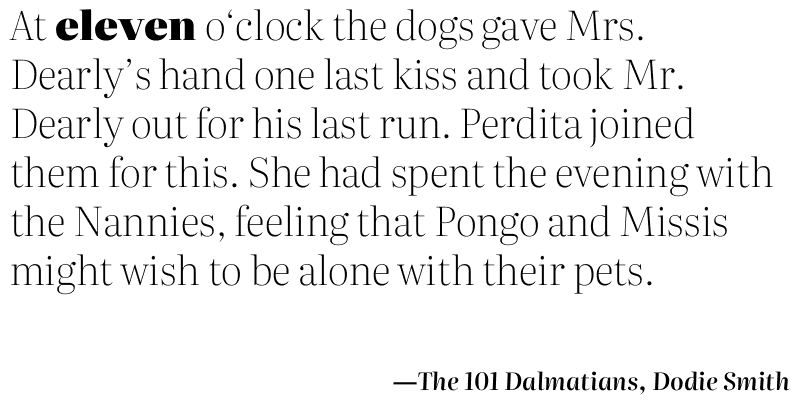 At eleven o‘clock the dogs gave Mrs.
Dearly’s hand one last kiss and took Mr.
Dearly out for his last run. Perdita joined
them for this. She had spent the evening with
the Nannies, feeling that Pongo and Missis
might wish to be alone with their pets.
—The 101 Dalmatians, Dodie Smith